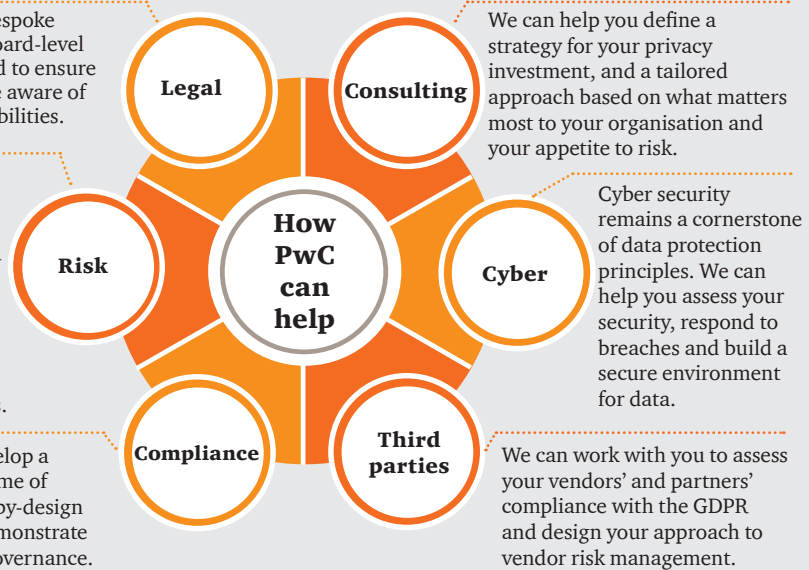 espoke
oard-level
d to ensure
e aware of
bilities.
Legal
Consulting
We can help you define a
strategy for your privacy
investment, and a tailored
approach based on what matters
most to your organisation and
your appetite to risk.
Risk
How
PwC
can
help
Cyber
Cyber security
remains a cornerstone
of data protection
principles. We can
help you assess your
security, respond to
breaches and build a
secure environment
for data.
s.
elop a
me of
by-design
monstrate
overnance.
Compliance
Third
parties
We can work with you to assess
your vendors’ and partners’
compliance with the GDPR
and design your approach to
vendor risk management.